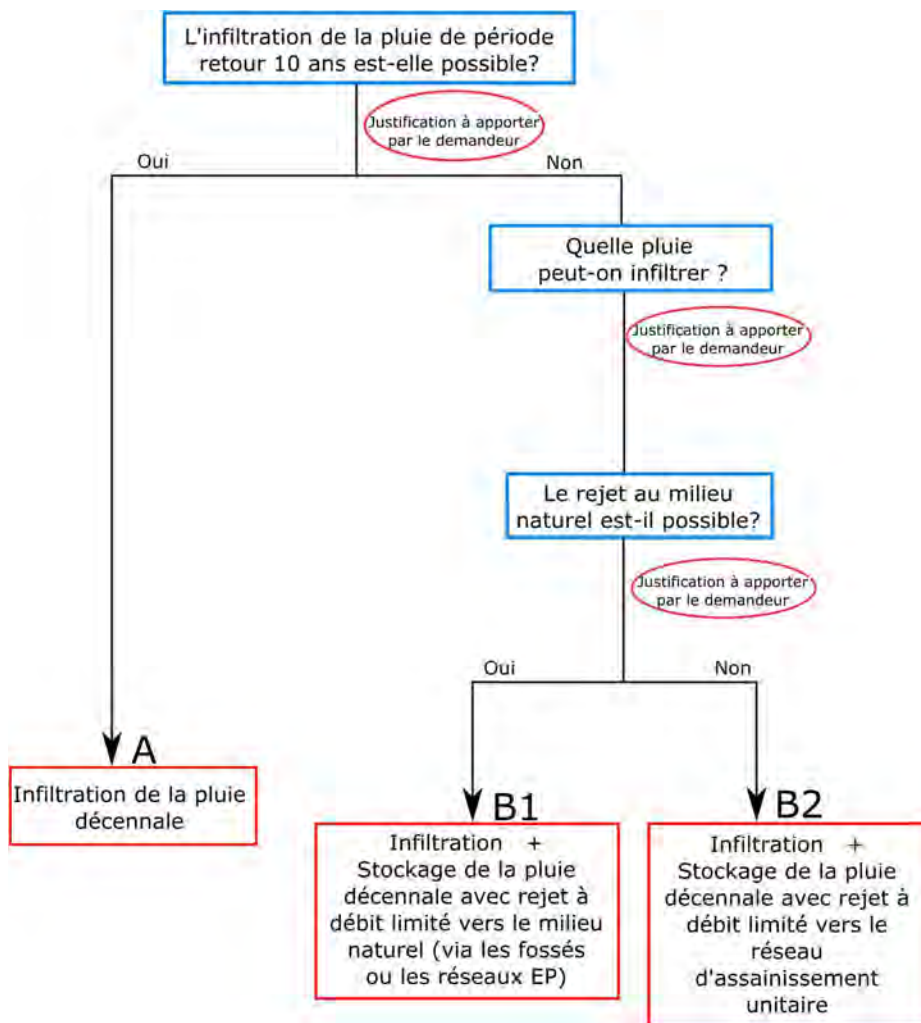 L'infiltration de la pluie de période
retour 10 ans est-elle possible?
Justification à apporter
par le demandeur
Oui
Non
Quelle pluie
peut-on infiltrer ?
Justification à apporter
par le demandeur
Le rejet au milieu
naturel est-il possible?
Justification à apporter
par le demandeur
Oui
Non
A
Infiltration de la pluie
décennale
B1
Infiltration +
Stockage de la pluie
décennale avec rejet à
débit limité vers le milieu
naturel (via les fossés
ou les réseaux EP)
B2
Infiltration +
Stockage de la pluie
décennale avec rejet à
débit limité vers le
réseau
d'assainissement
unitaire